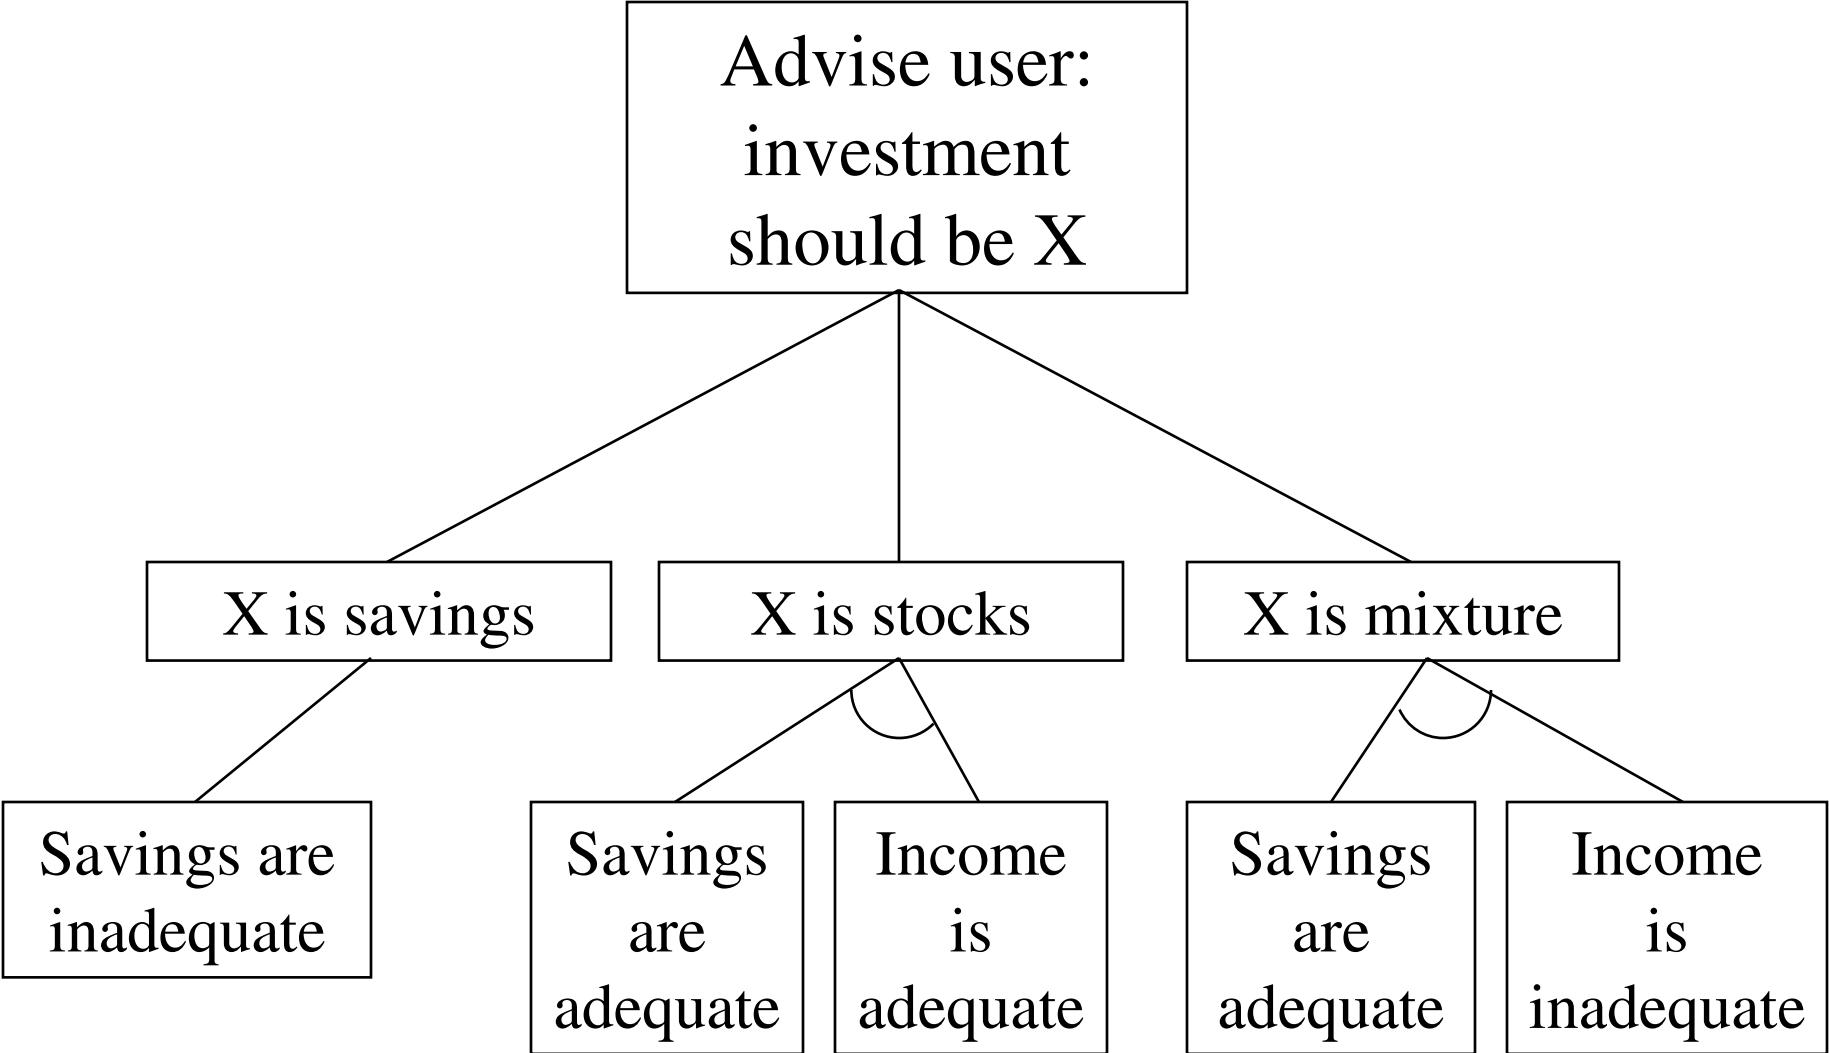 Advise user:
investment
should be X
X is savings
X is stocks
X is mixture
Savings are
inadequate
Savings
are
adequate
Income
is
adequate
Savings
are
adequate
Income
is
inadequate